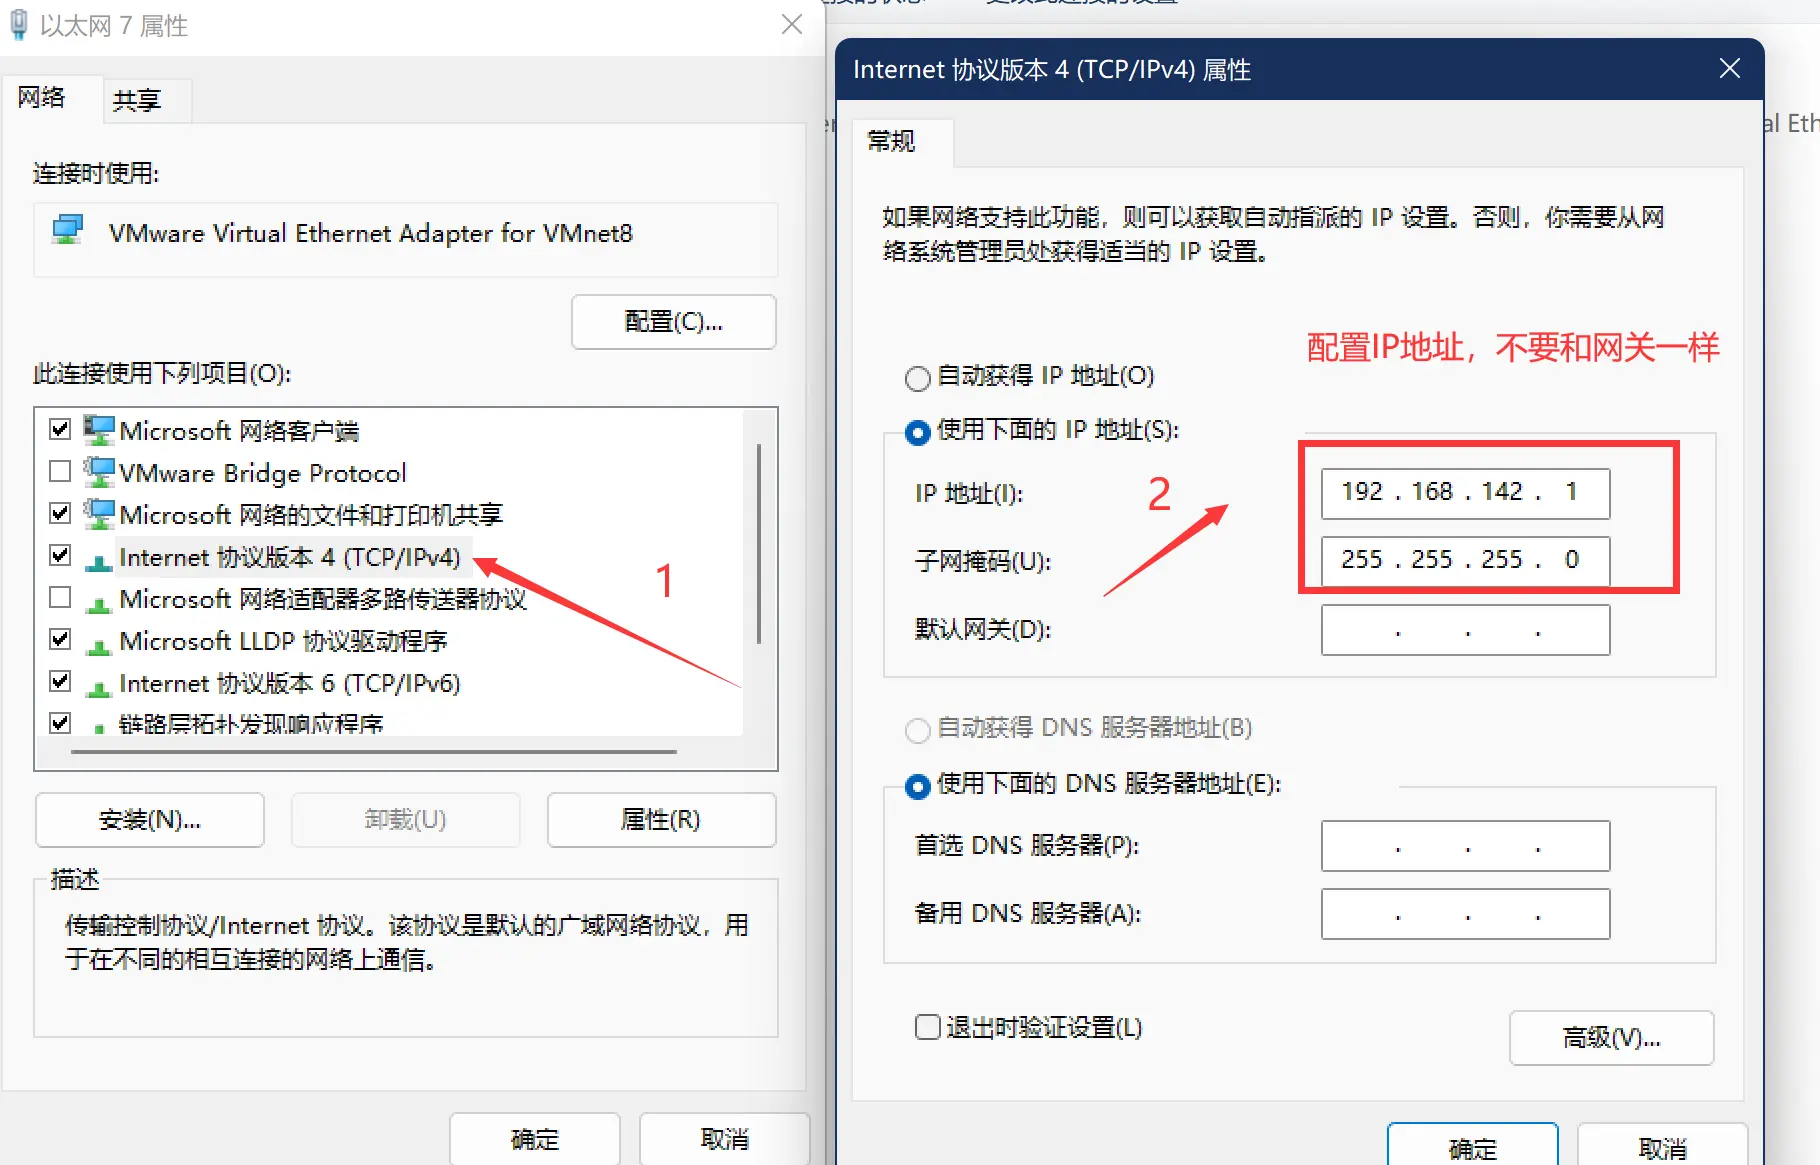 以太网 7 属性
网络
共享
连接时使用:
VMware Virtual Ethernet Adapter for VMnet8
配置(C)...
此连接使用下列项目(O):
Microsoft 网络客户端
VMware Bridge Protocol
Microsoft 网络的文件和打印机共享
Internet 协议版本 4 (TCP/IPv4)
1
Microsoft 网络适配器多路传送器协议
Microsoft LLDP 协议驱动程序
Internet 协议版本 6 (TCP/IPv6)
链路层拓扑发现响应程序
安装(N)...
卸载(U)
属性(R)
描述
传输控制协议/Internet 协议。该协议是默认的广域网络协议，用
于在不同的相互连接的网络上通信。
确定
取消
更改此连接的设置
al Eth
Internet 协议版本 4 (TCP/IPv4) 属性
常规
如果网络支持此功能，则可以获取自动指派的 IP 设置。否则，你需要从网
络系统管理员处获得适当的 IP 设置。
配置IP地址，不要和网关一样
自动获得 IP 地址(O)
使用下面的 IP 地址(S):
IP 地址(I):
2
192 . 168 . 142 . 1
子网掩码(U):
255 . 255 . 255 . 0
默认网关(D):
. . .
自动获得 DNS 服务器地址(B)
使用下面的 DNS 服务器地址(E):
首选 DNS 服务器(P):
. . .
备用 DNS 服务器(A):
. . .
退出时验证设置(L)
高级(V)...
确定
取消